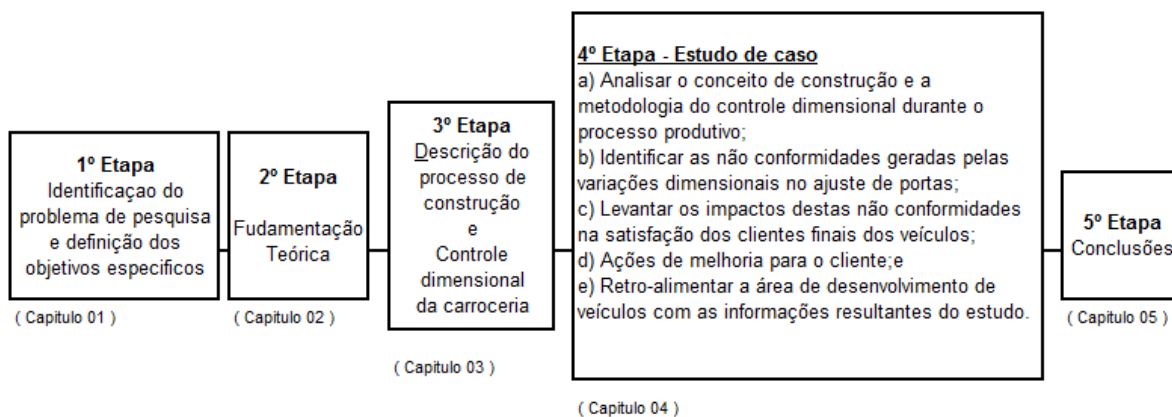 1º Etapa
Identificaçao do
problema de pesquisa
e definição dos
objetivos especificos
( Capitulo 01 )
2º Etapa
Fudamentação
Teórica
( Capitulo 02 )
3º Etapa
Descrição do
processo de
construção
e
Controle
dimensional
da carroceria
( Capitulo 03 )
4º Etapa - Estudo de caso
a) Analisar o conceito de construção e a
metodologia do controle dimensional durante o
processo produtivo;
b) Identificar as não conformidades geradas pelas
variações dimensionais no ajuste de portas;
c) Levantar os impactos destas não conformidades
na satisfação dos clientes finais dos veículos;
d) Ações de melhoria para o cliente;e
e) Retro-alimentar a área de desenvolvimento de
veículos com as informações resultantes do estudo.
( Capitulo 04 )
5º Etapa
Conclusões
( Capitulo 05 )